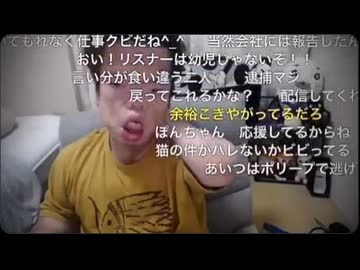 てもれなく仕事クビだね^_^　当然会社には報告したん
おい！リスナーは幼児じゃないぞ！！
言い分が食い違う二人　逮捕マジ
戻ってこれるかな？　配信してくれ
余裕こきやがってるだろ
ぽんちゃん　応援してるからね
猫の件がバレないかビビってる
あいつはポリープで逃げ